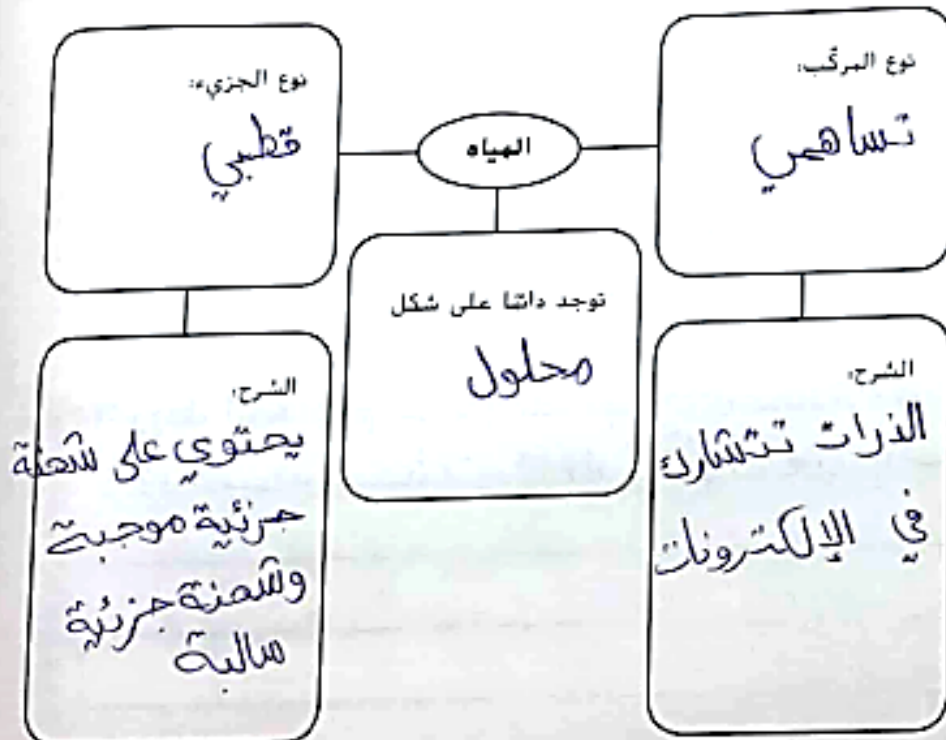 نوع المركّب:
تساهمي
المياه
نوع الجزيء:
قطبي
توجد دائمًا على شكل
محلول
الشرح:
الذرات تتشارك
في الإلكترونات
الشرح:
يحتوي على شحنة
جزئية موجبة
وشحنة جزئية
سالبة